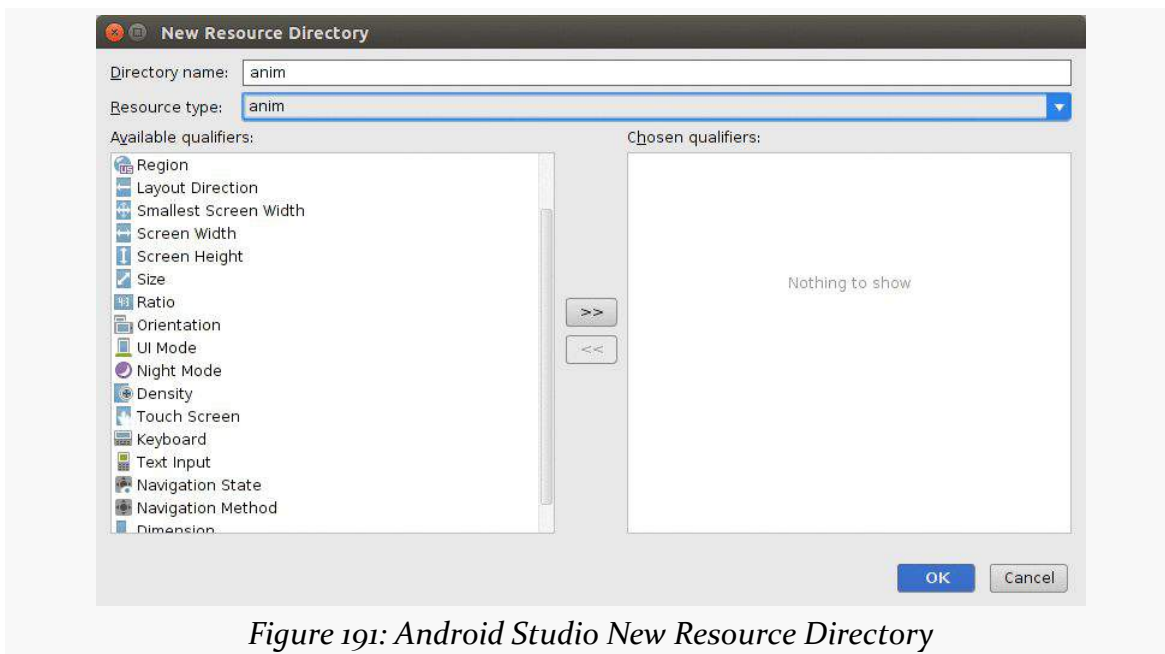 New Resource Directory
Directory name: anim
Resource type: anim
Available qualifiers:
Region
Layout Direction
Smallest Screen Width
Screen Width
Screen Height
Size
Ratio
Orientation
UI Mode
Night Mode
Density
Touch Screen
Keyboard
Text Input
Navigation State
Navigation Method
Dimension
>>
<<
Chosen qualifiers:
Nothing to show
OK
Cancel
Figure 191: Android Studio New Resource Directory